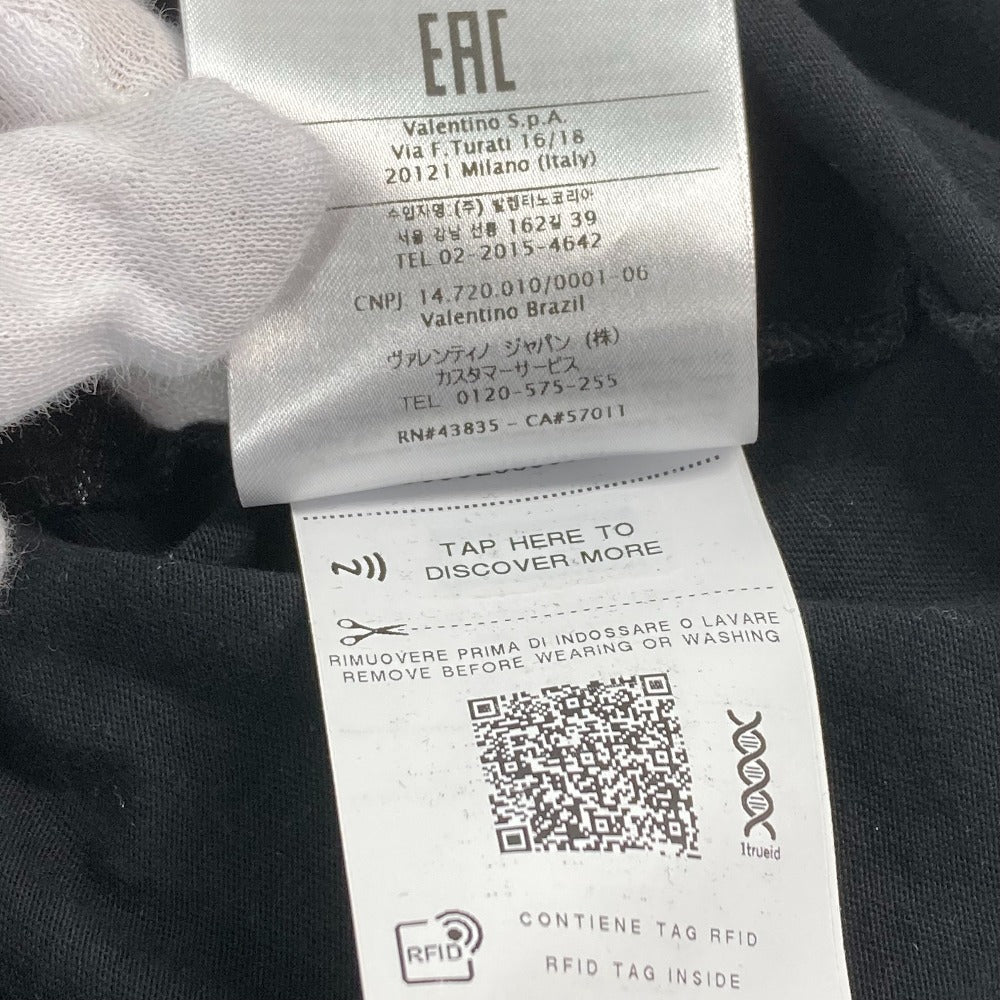 EAC
Valentino S.p.A.
Via F.Turati 16/18
20121 Milano (Italy)
수입자명.(주) 발렌티노코리아
서울 강남 선릉 162길 39
TEL 02-2015-4642
CNPJ 14.720.010/0001-06
Valentino Brazil
ヴァレンティノ ジャパン (株)
カスタマーサービス
TEL 0120-575-255
RN#43835 - CA#57011
TAP HERE TO
DISCOVER MORE
RIMUOVERE PRIMA DI INDOSSARE O LAVARE
REMOVE BEFORE WEARING OR WASHING
1trueid
RFID
CONTIENE TAG RFID
RFID TAG INSIDE